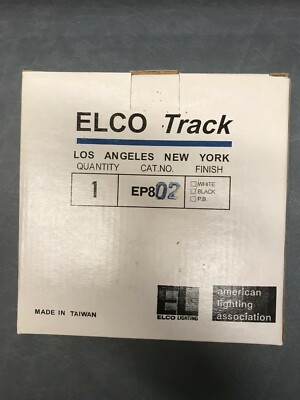 ELCO Track
LOS ANGELES NEW YORK
QUANTITY CAT.NO. FINISH
1 EP802
WHITE
BLACK
P.B.
MADE IN TAIWAN
EL
ELCO LIGHTING
american
lighting
association